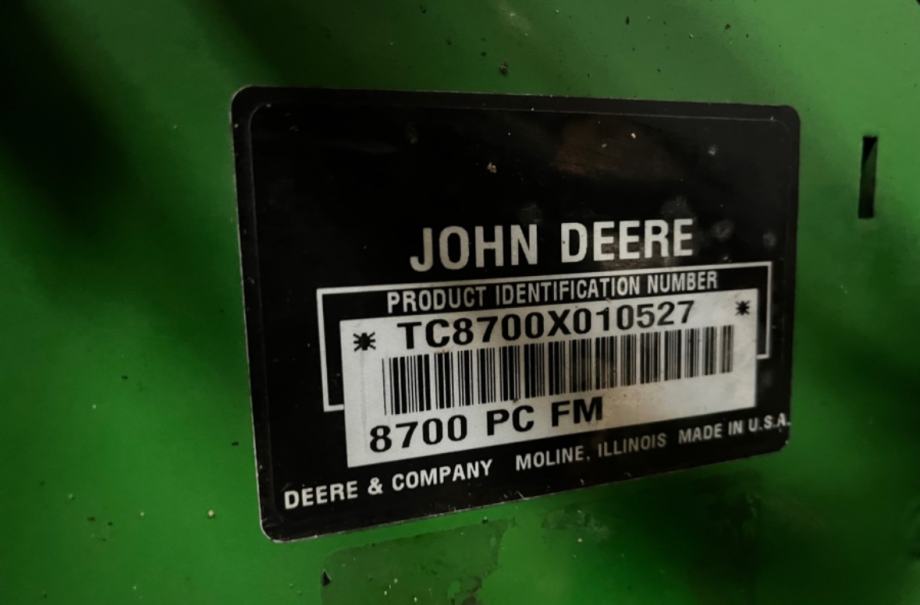 JOHN DEERE
PRODUCT IDENTIFICATION NUMBER
* TC8700X010527 *
8700 PC FM
DEERE & COMPANY MOLINE, ILLINOIS MADE IN U.S.A.